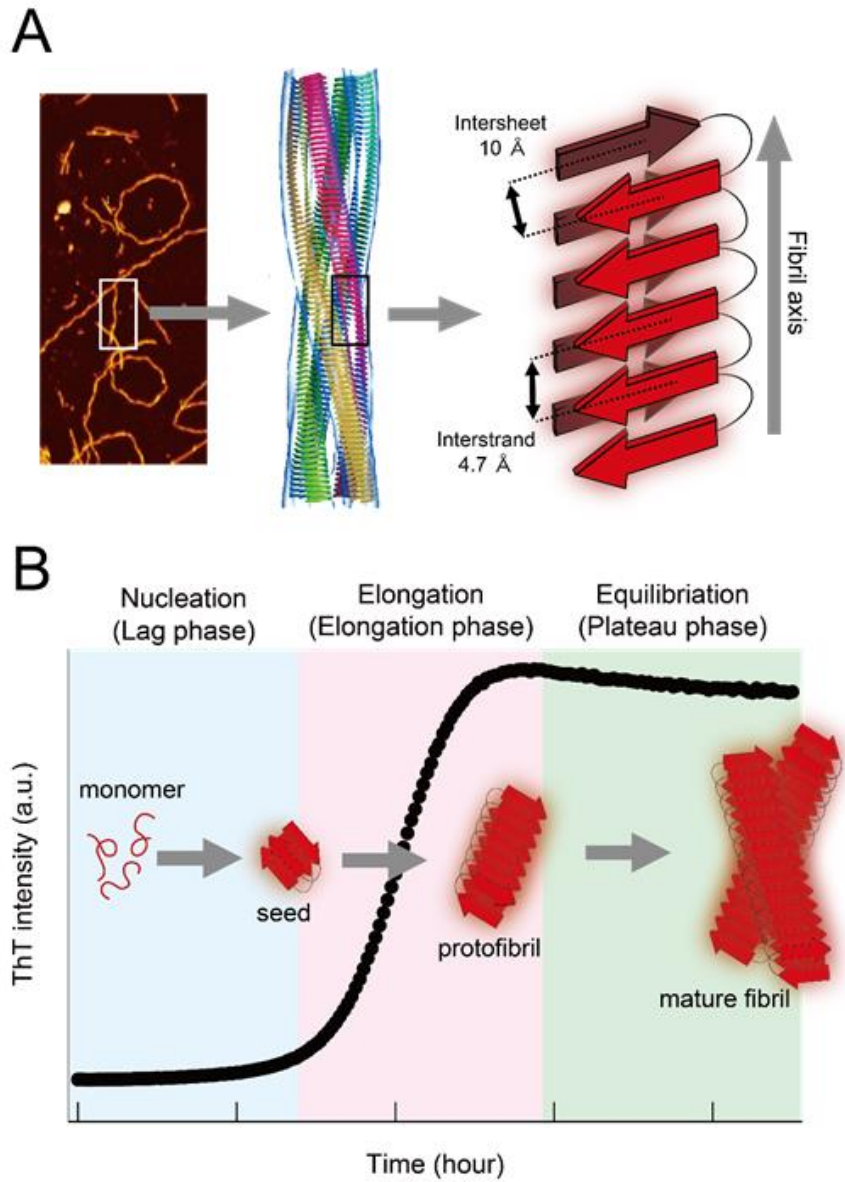 A
Intersheet
10 Å
Interstrand
4.7 Å
Fibril axis
B
Nucleation
(Lag phase)
Elongation
(Elongation phase)
Equilibriation
(Plateau phase)
ThT intensity (a.u.)
monomer
seed
protofibril
mature fibril
Time (hour)